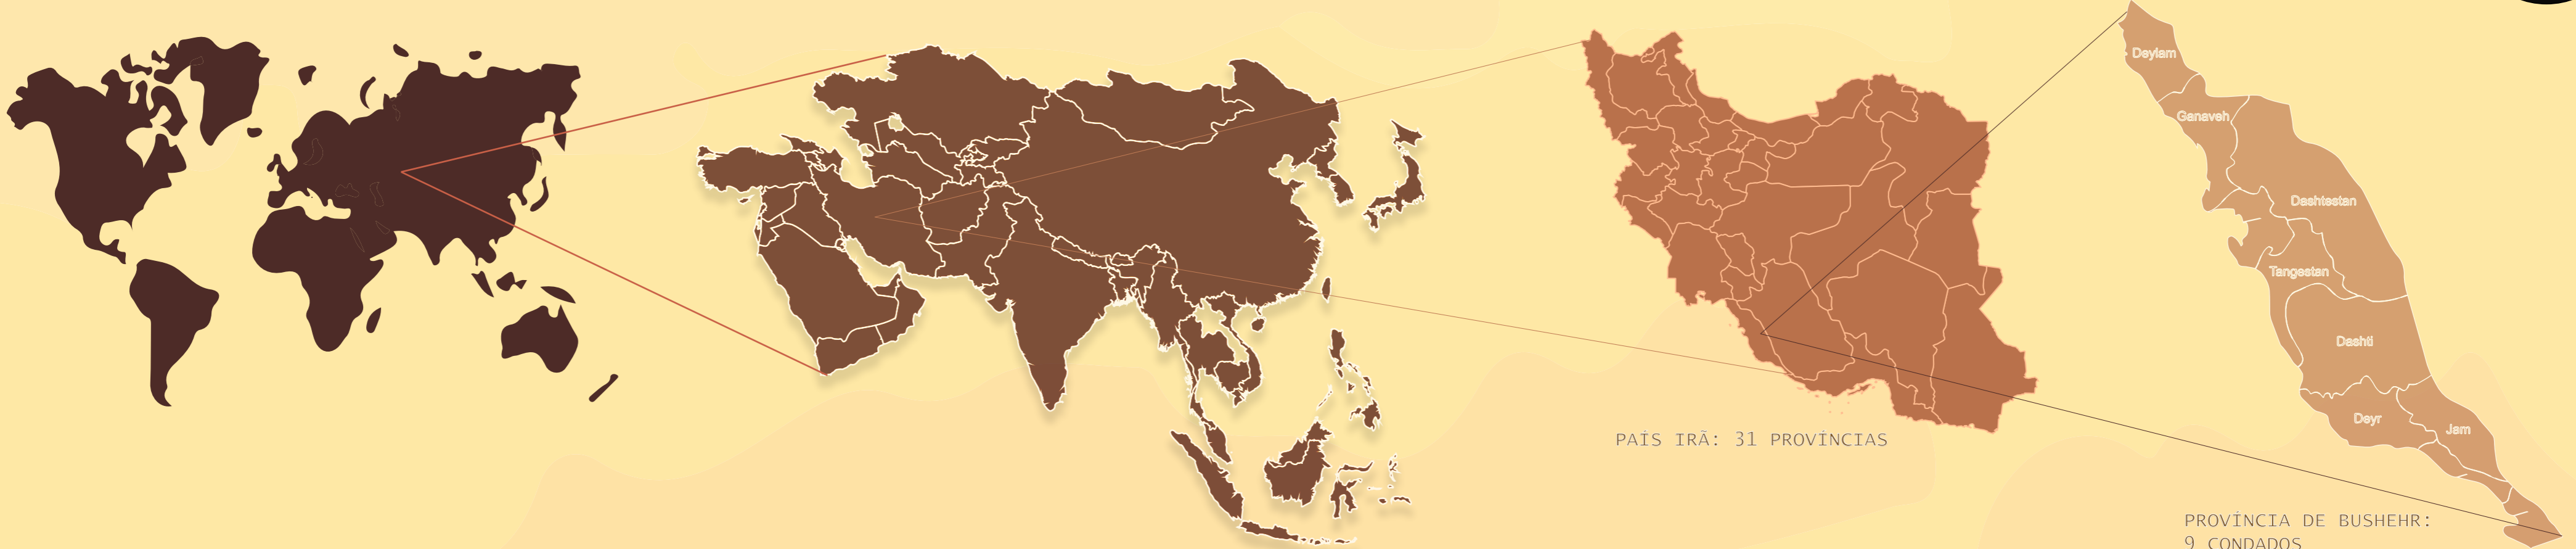 Deylam
Ganaveh
Dashtestan
Tangestan
Dashti
Deyr
Jam
PAÍS IRÃ: 31 PROVÍNCIAS
PROVÍNCIA DE BUSHEHR:
9 CONDADOS